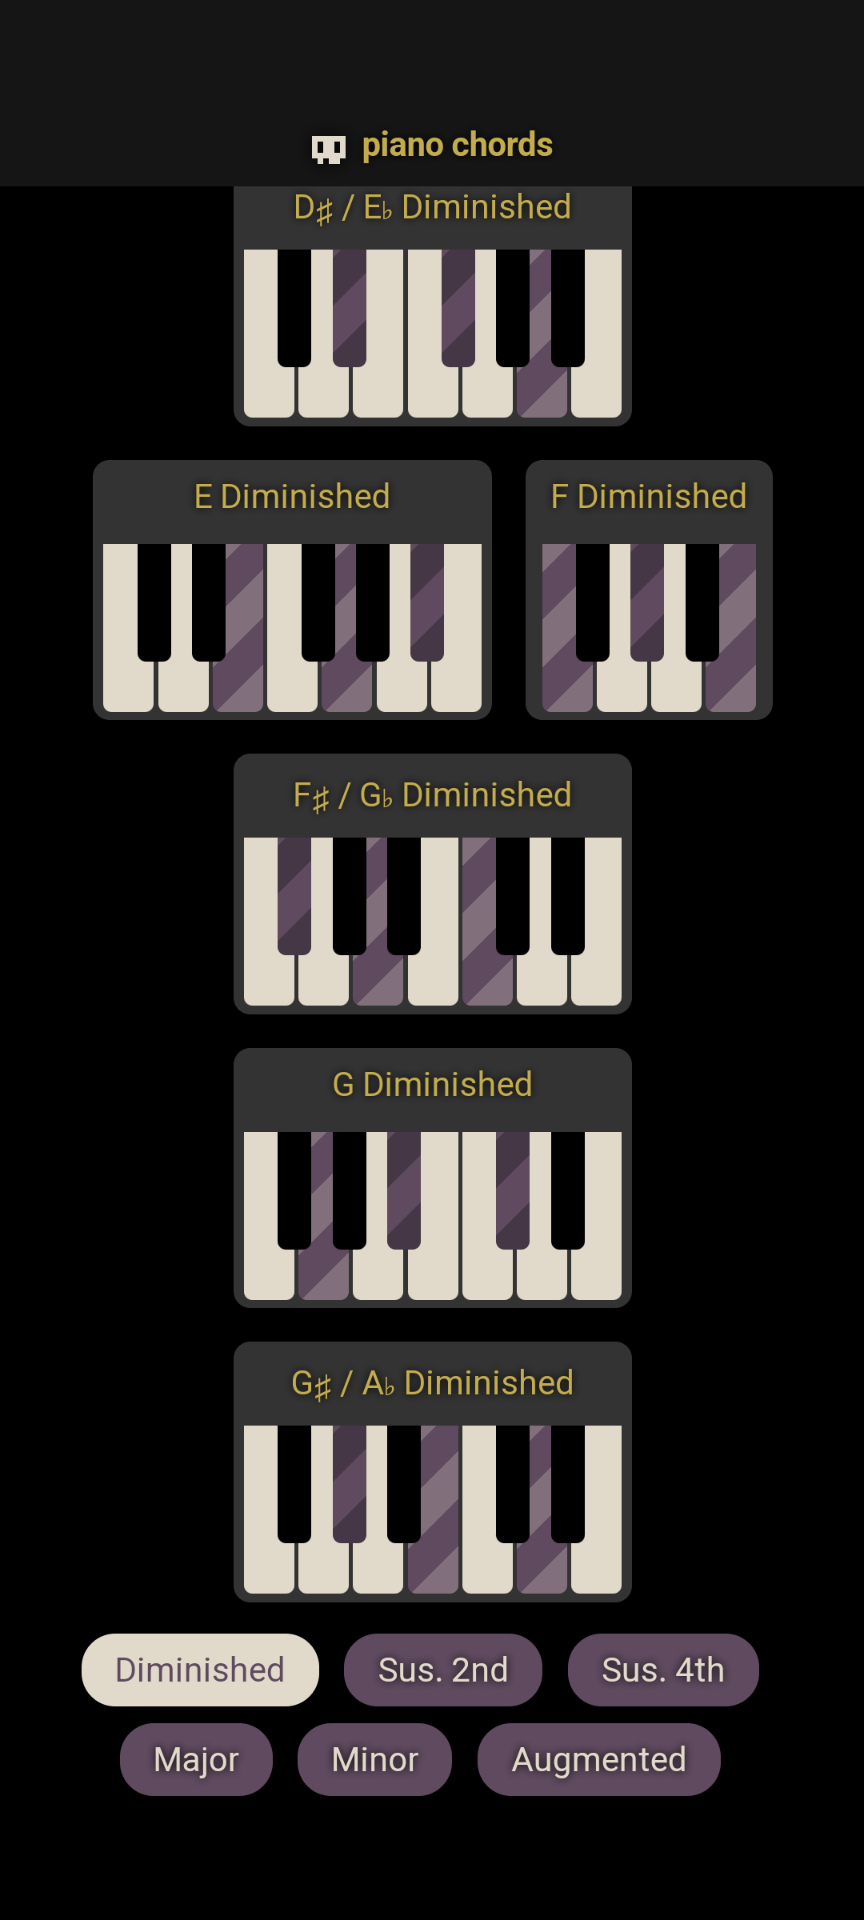 piano chords
D♯ / E♭ Diminished
E Diminished
F Diminished
F♯ / G♭ Diminished
G Diminished
G♯ / A♭ Diminished
Diminished
Sus. 2nd
Sus. 4th
Major
Minor
Augmented